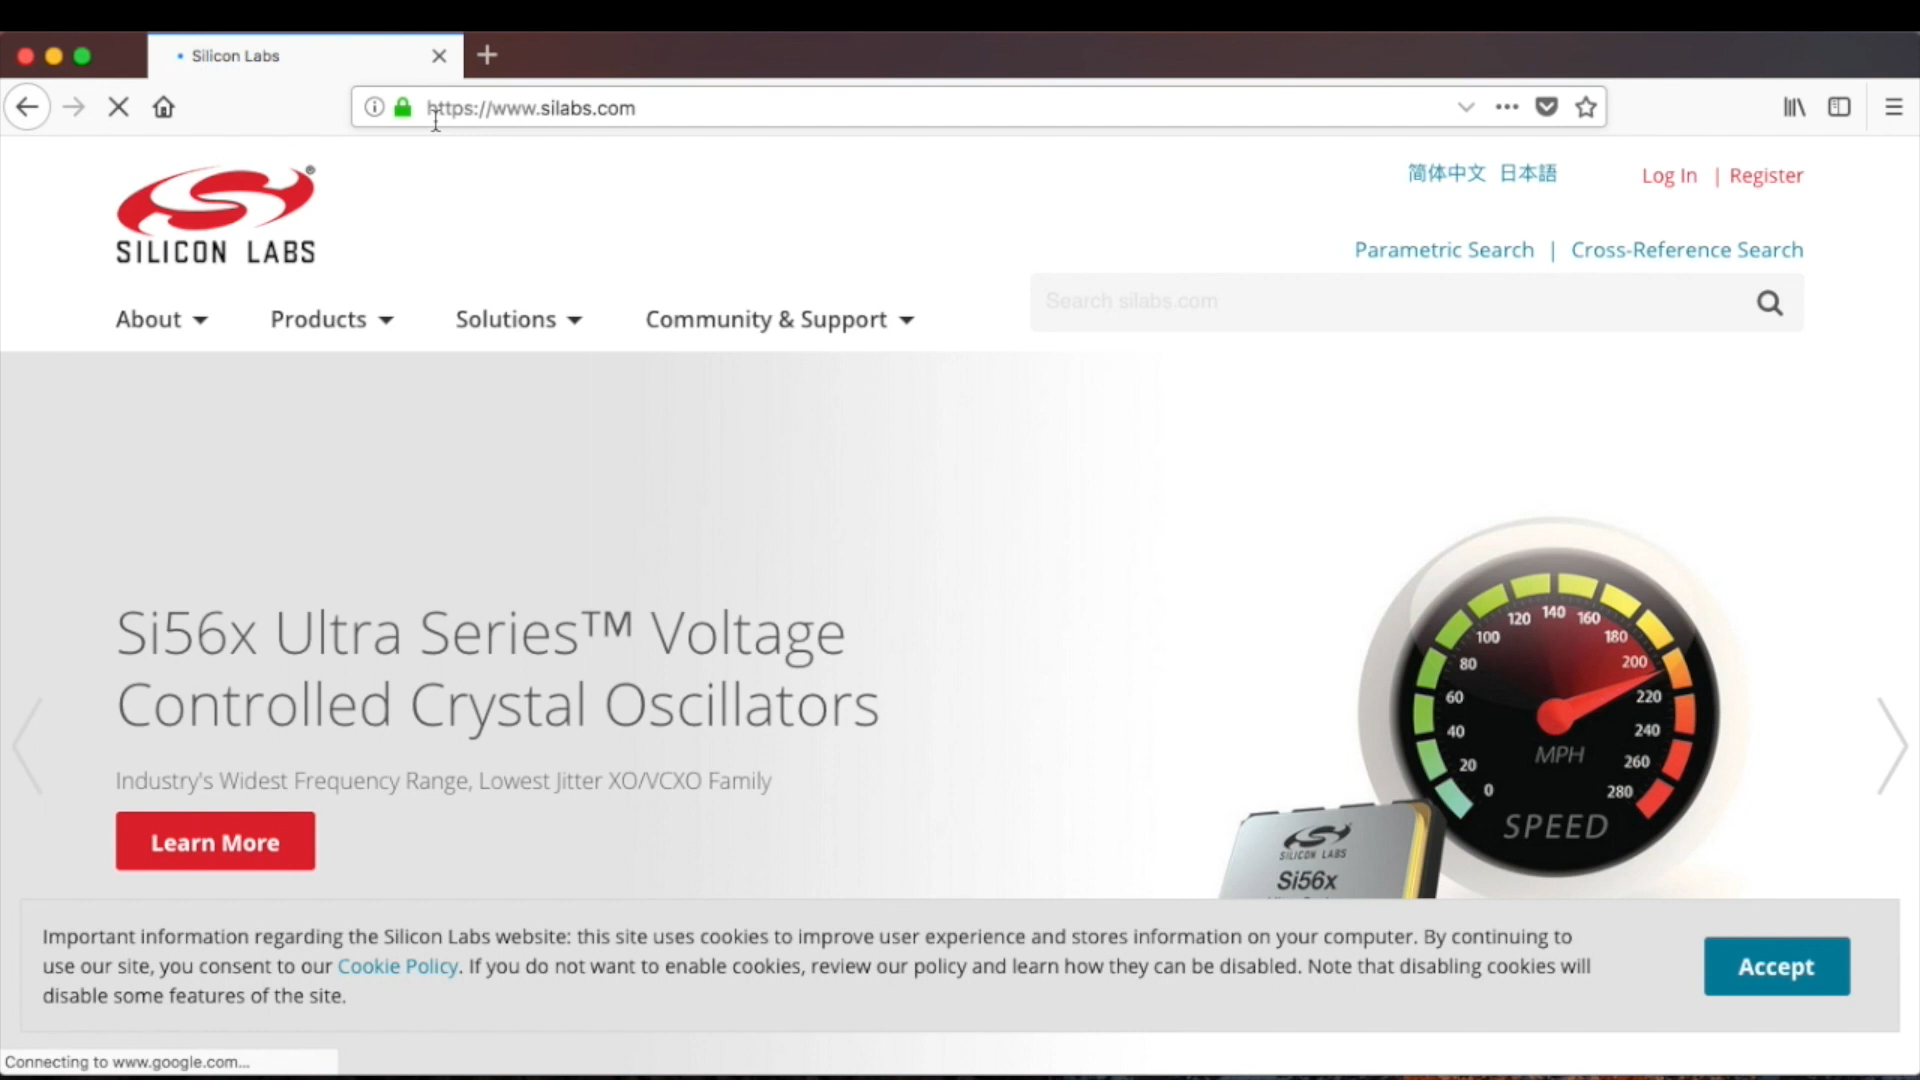 Silicon Labs
https://www.silabs.com
简体中文 日本語
Log In | Register
SILICON LABS
Parametric Search | Cross-Reference Search
Search silabs.com
About
Products
Solutions
Community & Support
Si56x Ultra Series™ Voltage
Controlled Crystal Oscillators
Industry's Widest Frequency Range, Lowest Jitter XO/VCXO Family
Learn More
0 20 40 60 80 100 120 140 160 180 200 220 240 260 280
MPH
SPEED
SILICON LABS
Si56x
Important information regarding the Silicon Labs website: this site uses cookies to improve user experience and stores information on your computer. By continuing to
use our site, you consent to our Cookie Policy. If you do not want to enable cookies, review our policy and learn how they can be disabled. Note that disabling cookies will
disable some features of the site.
Accept
Connecting to www.google.com...